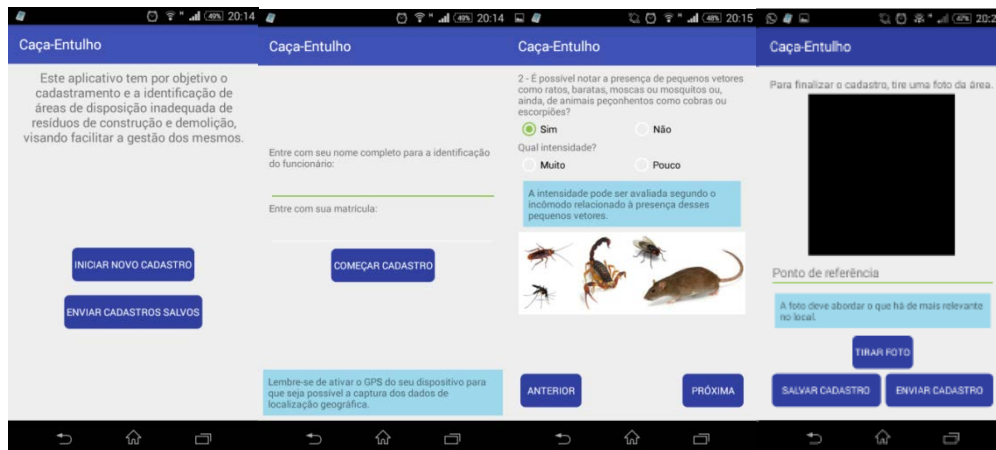 49% 20:14
Caça-Entulho
Este aplicativo tem por objetivo o
cadastramento e a identificação de
áreas de disposição inadequada de
resíduos de construção e demolição,
visando facilitar a gestão dos mesmos.
INICIAR NOVO CADASTRO
ENVIAR CADASTROS SALVOS
49% 20:14
Caça-Entulho
Entre com seu nome completo para a identificação
do funcionário:
Entre com sua matrícula:
COMEÇAR CADASTRO
Lembre-se de ativar o GPS do seu dispositivo para
que seja possível a captura dos dados de
localização geográfica.
48% 20:15
Caça-Entulho
2 - É possível notar a presença de pequenos vetores
como ratos, baratas, moscas ou mosquitos ou,
ainda, de animais peçonhentos como cobras ou
escorpiões?
Sim Não
Qual intensidade?
Muito Pouco
A intensidade pode ser avaliada segundo o
incômodo relacionado à presença desses
pequenos vetores.
ANTERIOR PRÓXIMA
47% 20:2
Caça-Entulho
Para finalizar o cadastro, tire uma foto da área.
Ponto de referência
A foto deve abordar o que há de mais relevante
no local.
TIRAR FOTO
SALVAR CADASTRO ENVIAR CADASTRO